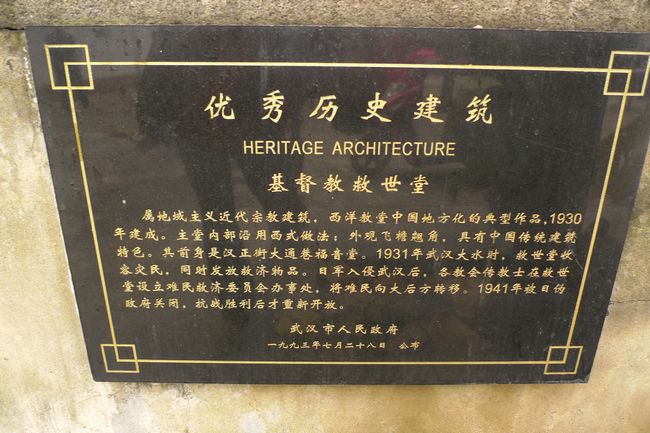 优秀历史建筑
HERITAGE ARCHITECTURE
基督教救世堂
属地域主义近代宗教建筑，西洋教堂中国地方化的典型作品，1930
年建成。主堂内部沿用西式做法；外观飞檐翘角，具有中国传统建筑
特色。其前身是汉正街大通巷福音堂。1931年武汉大水时，救世堂收
容灾民，同时发放救济物品。日军入侵武汉后，各教会传教士在救世
堂设立难民救济委员会办事处，将难民向大后方转移。1941年被日伪
政府关闭，抗战胜利后才重新开放。
武汉市人民政府
一九九三年七月二十八日 公布